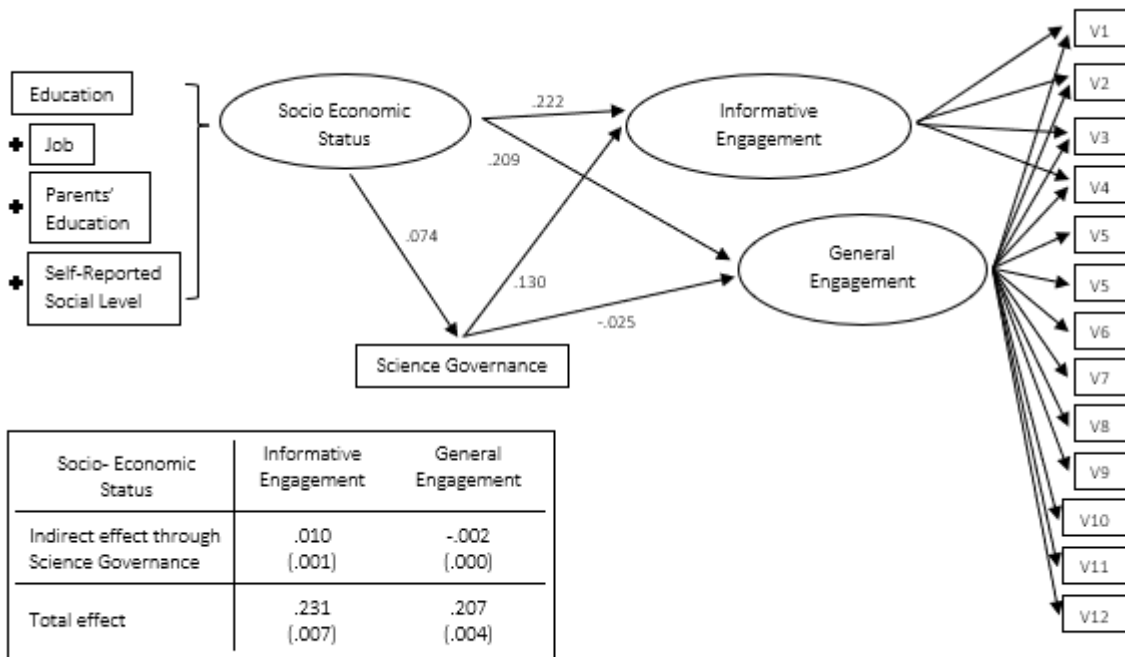 Education
Job
Parents'
Education
Self-Reported
Social Level
Socio Economic
Status
.222
.209
.074
.130
-.025
Science Governance
Informative
Engagement
General
Engagement
V1
V2
V3
V4
V5
V5
V6
V7
V8
V9
V10
V11
V12
Socio- Economic
Status
Informative
Engagement
General
Engagement
Indirect effect through
Science Governance
.010
(.001)
-.002
(.000)
Total effect
.231
(.007)
.207
(.004)